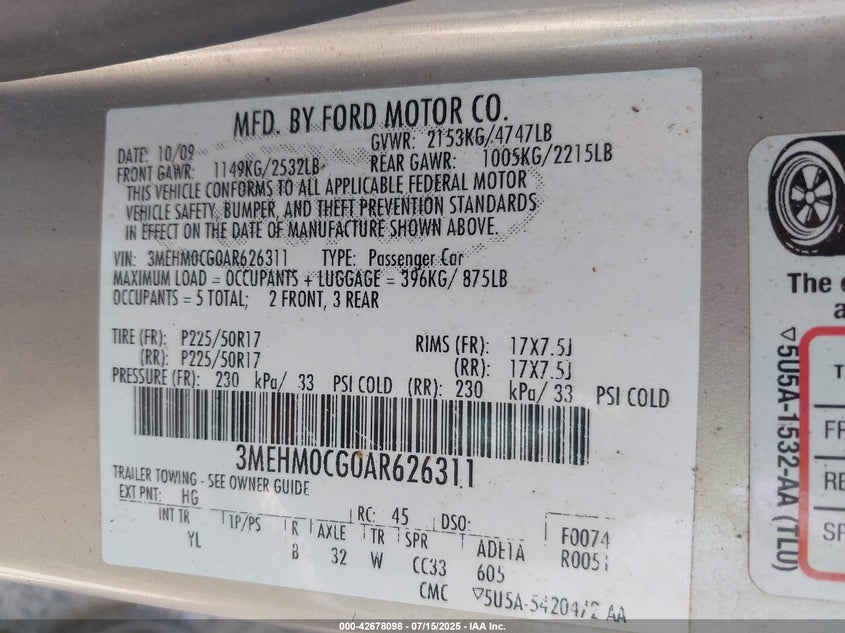 MFD. BY FORD MOTOR CO.
DATE: 10/09 GVWR: 2153KG/4747LB
FRONT GAWR: 1149KG/2532LB REAR GAWR: 1005KG/2215LB
THIS VEHICLE CONFORMS TO ALL APPLICABLE FEDERAL MOTOR
VEHICLE SAFETY, BUMPER, AND THEFT PREVENTION STANDARDS
IN EFFECT ON THE DATE OF MANUFACTURE SHOWN ABOVE.
VIN: 3MEHM0CG0AR626311 TYPE: Passenger Car
MAXIMUM LOAD = OCCUPANTS + LUGGAGE = 396KG/ 875LB
OCCUPANTS = 5 TOTAL; 2 FRONT, 3 REAR
TIRE (FR): P225/50R17 RIMS (FR): 17X7.5J
(RR): P225/50R17 (RR): 17X7.5J
PRESSURE (FR): 230 kPa/ 33 PSI COLD (RR): 230 kPa/ 33 PSI COLD
3MEHM0CG0AR626311
TRAILER TOWING - SEE OWNER GUIDE
EXT PNT: HG RC: 45 DSO: F0074
INT TR TP/PS R AXLE TR SPR ADE1A R0051
YL B 32 W CC33 605
CMC ▽5U5A-5420472 AA
The
a
▽5U5A-1532-AA (TLU)
T
FR
RE
SP
000-42678098 - 07/15/2025 - IAA Inc.